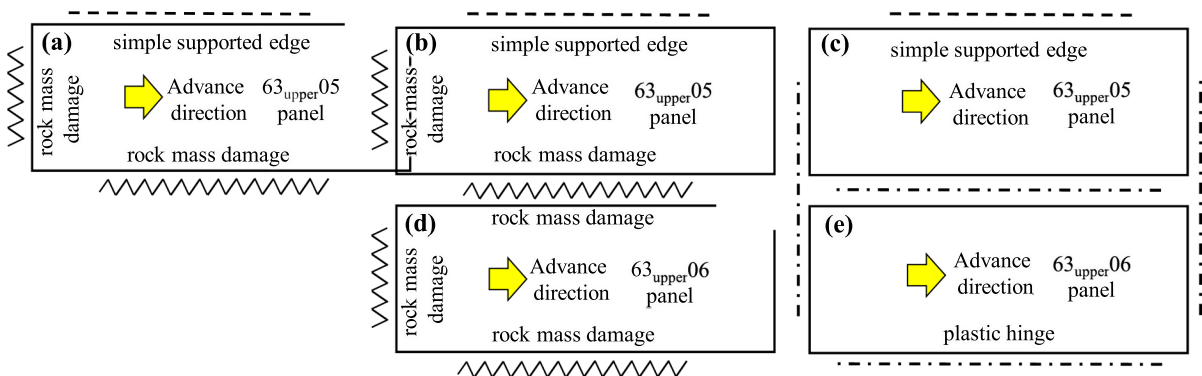 (a)
simple supported edge
rock mass
damage
Advance
direction
63upper05
panel
rock mass damage
(b)
simple supported edge
rock-mass-
damage
Advance
direction
63upper05
panel
rock mass damage
(c)
simple supported edge
Advance
direction
63upper05
panel
(d)
rock mass damage
rock mass
damage
Advance
direction
63upper06
panel
rock mass damage
(e)
Advance
direction
63upper06
panel
plastic hinge